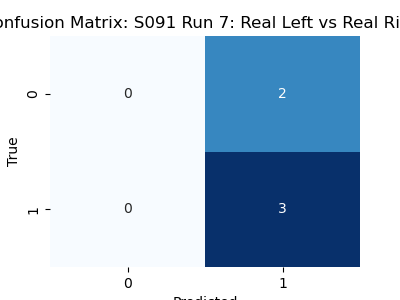 onfusion Matrix: S091 Run 7: Real Left vs Real Ri
0 0 2
True
1 0 3
0 1
Predicted